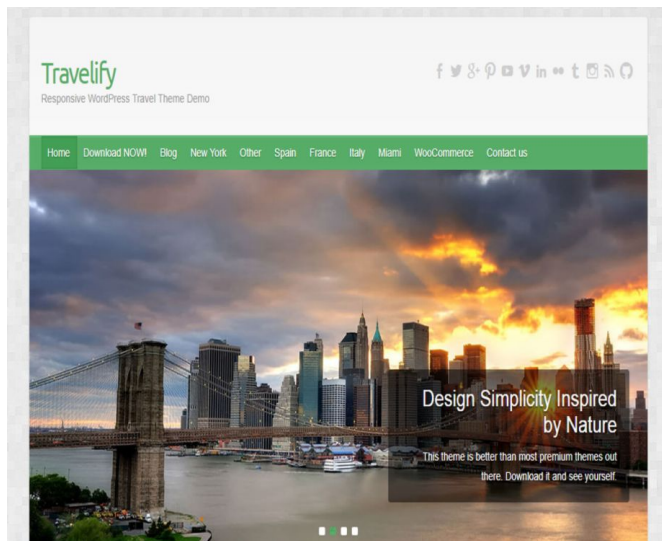 Travelify
Responsive WordPress Travel Theme Demo
Home Download NOW! Blog New York Other Spain France Italy Miami WooCommerce Contact us
Design Simplicity Inspired
by Nature
This theme is better than most premium themes out
there. Download it and see yourself.